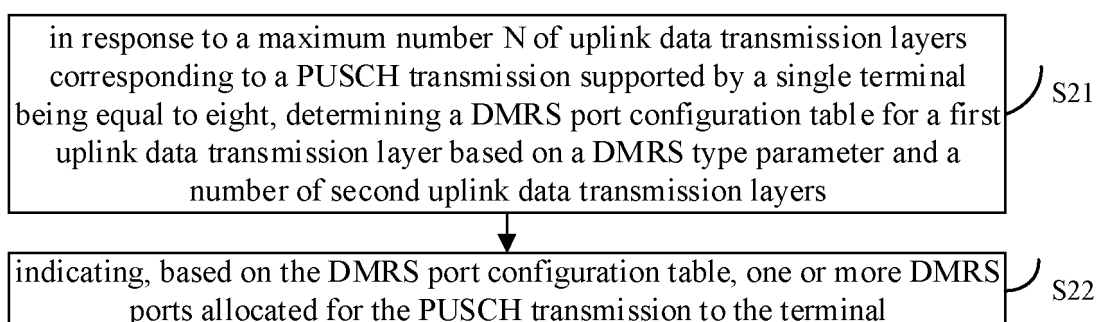 in response to a maximum number N of uplink data transmission layers
corresponding to a PUSCH transmission supported by a single terminal
being equal to eight, determining a DMRS port configuration table for a first
uplink data transmission layer based on a DMRS type parameter and a
number of second uplink data transmission layers
S21
indicating, based on the DMRS port configuration table, one or more DMRS
ports allocated for the PUSCH transmission to the terminal
S22